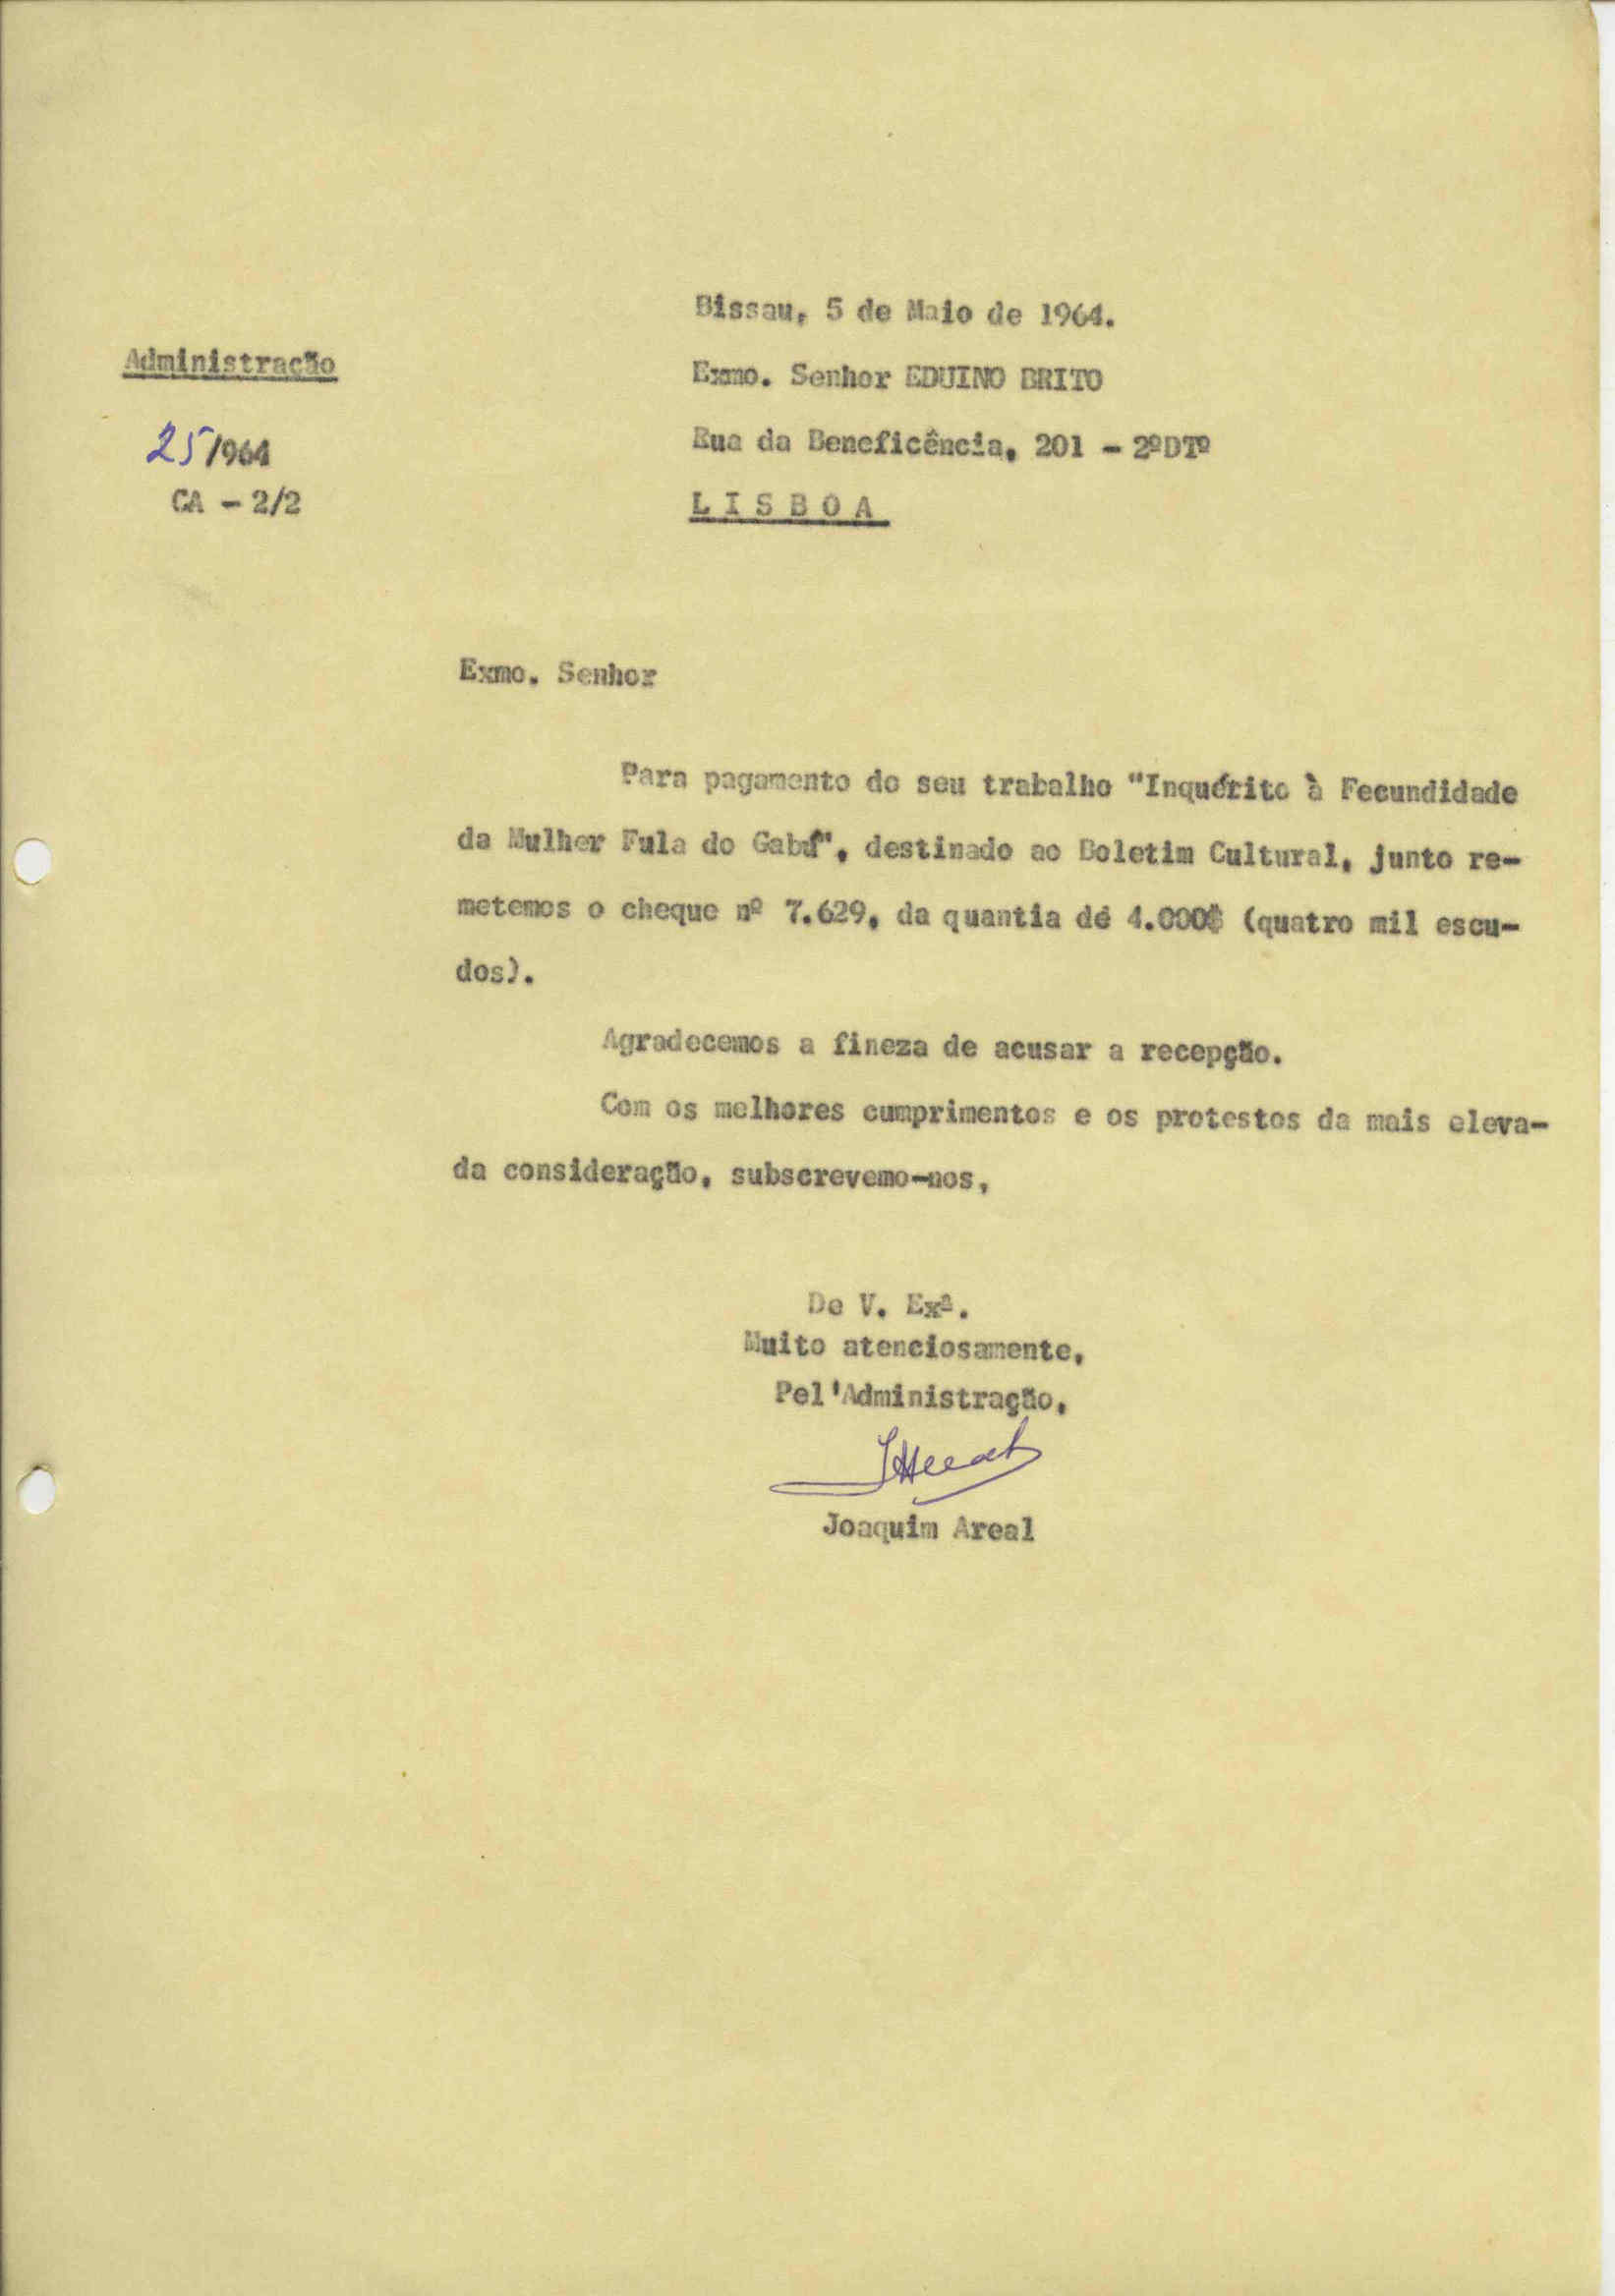 Bissau, 5 de Maio de 1964.
Administração
Exmo. Senhor EDUINO BRITO
25/964
Rua da Beneficência, 201 - 2ºDTº
CA - 2/2
LISBOA
Exmo. Senhor
Para pagamento do seu trabalho "Inquérito à Fecundidade
da Mulher Fula do Gabú", destinado ao Boletim Cultural, junto re-
metemos o cheque nº 7.629, da quantia de 4.000$ (quatro mil escu-
dos).
Agradecemos a fineza de acusar a recepção.
Com os melhores cumprimentos e os protestos da mais eleva-
da consideração, subscrevemo-nos,
De V. Exª.
Muito atenciosamente,
Pel'Administração,
Joaquim Areal